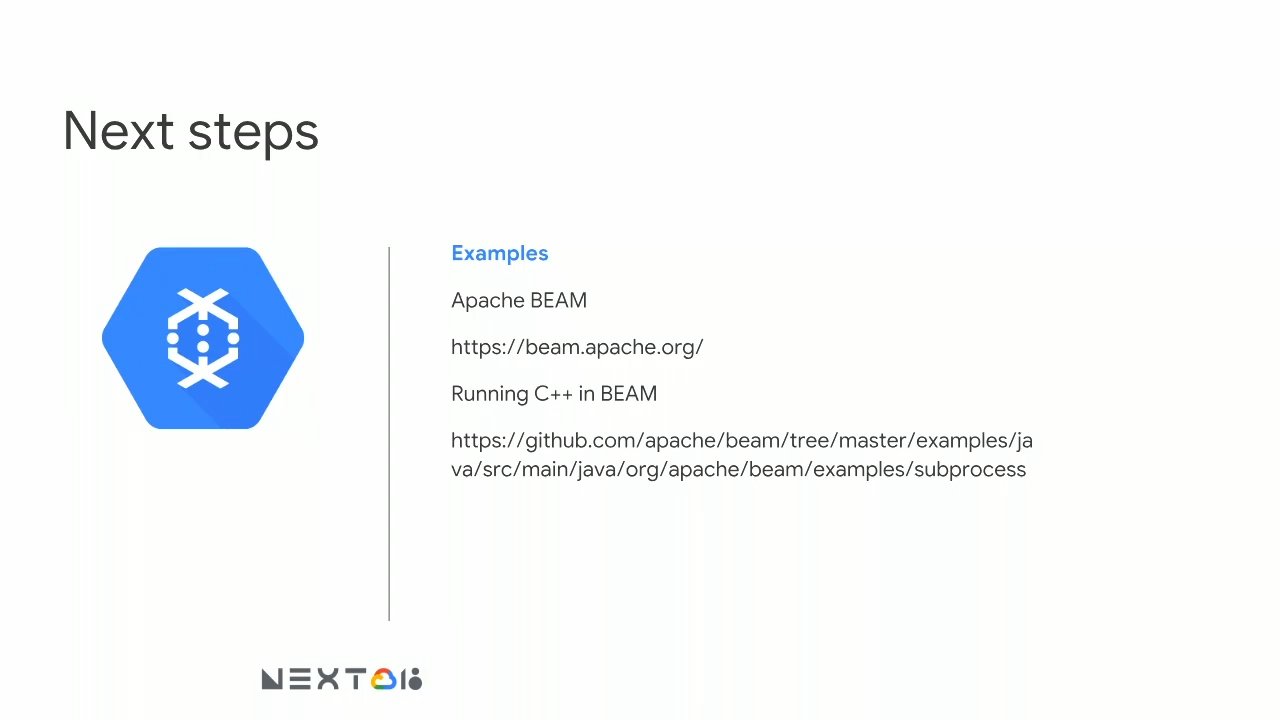 Next steps
Examples
Apache BEAM
https://beam.apache.org/
Running C++ in BEAM
https://github.com/apache/beam/tree/master/examples/ja
va/src/main/java/org/apache/beam/examples/subprocess
NEXT 18